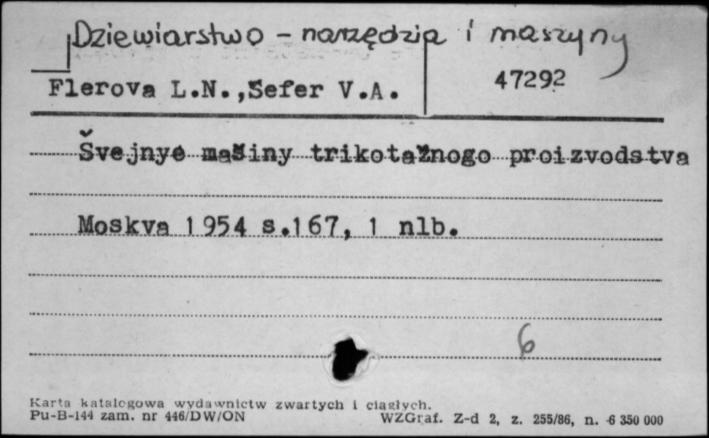 Dziewiarstwo - narzędzia i maszyny
Flerova L.N.,Šefer V.A.
47292
Švejnye mašiny trikotažnogo proizvodstva
Moskva 1954 s.167, 1 nlb.
6
Karta katalogowa wydawnictw zwartych i ciągłych.
Pu-B-144 zam. nr 446/DW/ON
WZGraf. Z-d 2, z. 255/86, n. 6 350 000